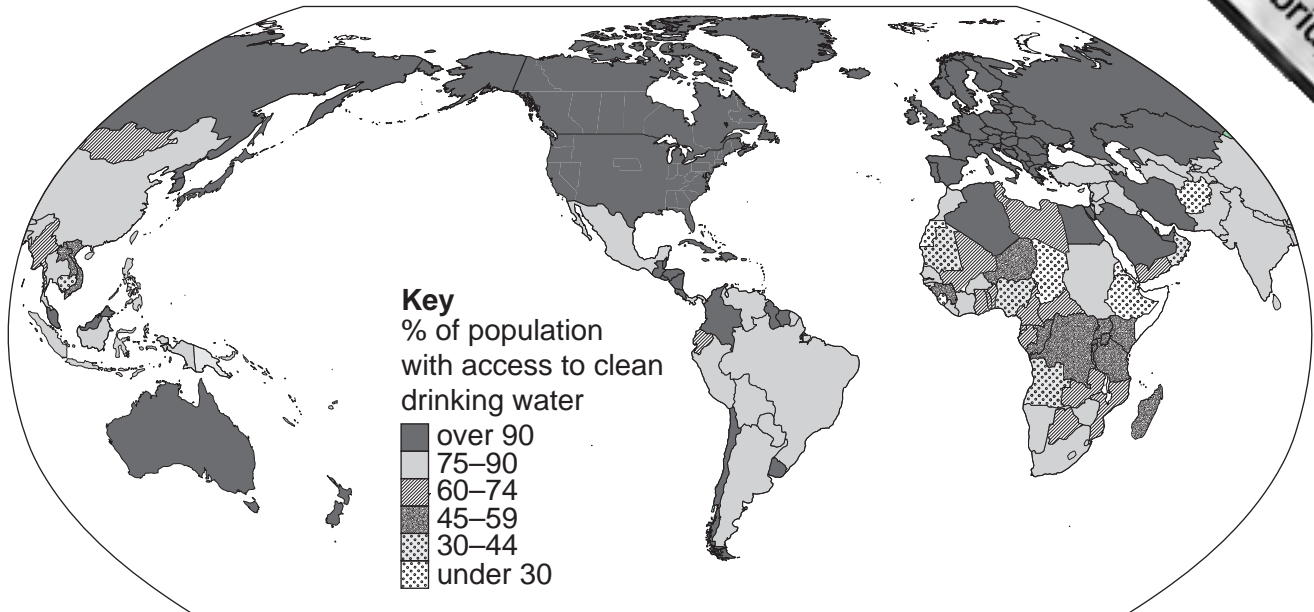 Key
% of population
with access to clean
drinking water
over 90
75–90
60–74
45–59
30–44
under 30